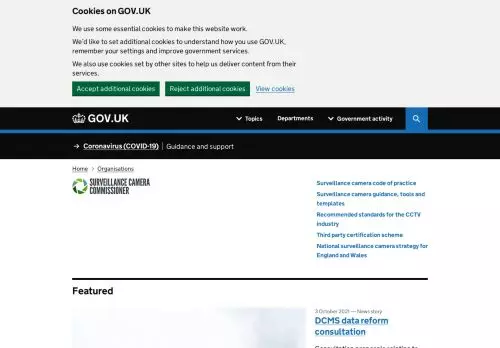 Cookies on GOV.UK
We use some essential cookies to make this website work.
We'd like to set additional cookies to understand how you use GOV.UK,
remember your settings and improve government services.
We also use cookies set by other sites to help us deliver content from their
services.
Accept additional cookies Reject additional cookies View cookies
GOV.UK Topics Departments Government activity
→ Coronavirus (COVID-19) Guidance and support
Home Organisations
SURVEILLANCE CAMERA
COMMISSIONER
Surveillance camera code of practice
Surveillance camera guidance, tools and
templates
Recommended standards for the CCTV
industry
Third party certification scheme
National surveillance camera strategy for
England and Wales
Featured
3 October 2021 — News story
DCMS data reform
consultation